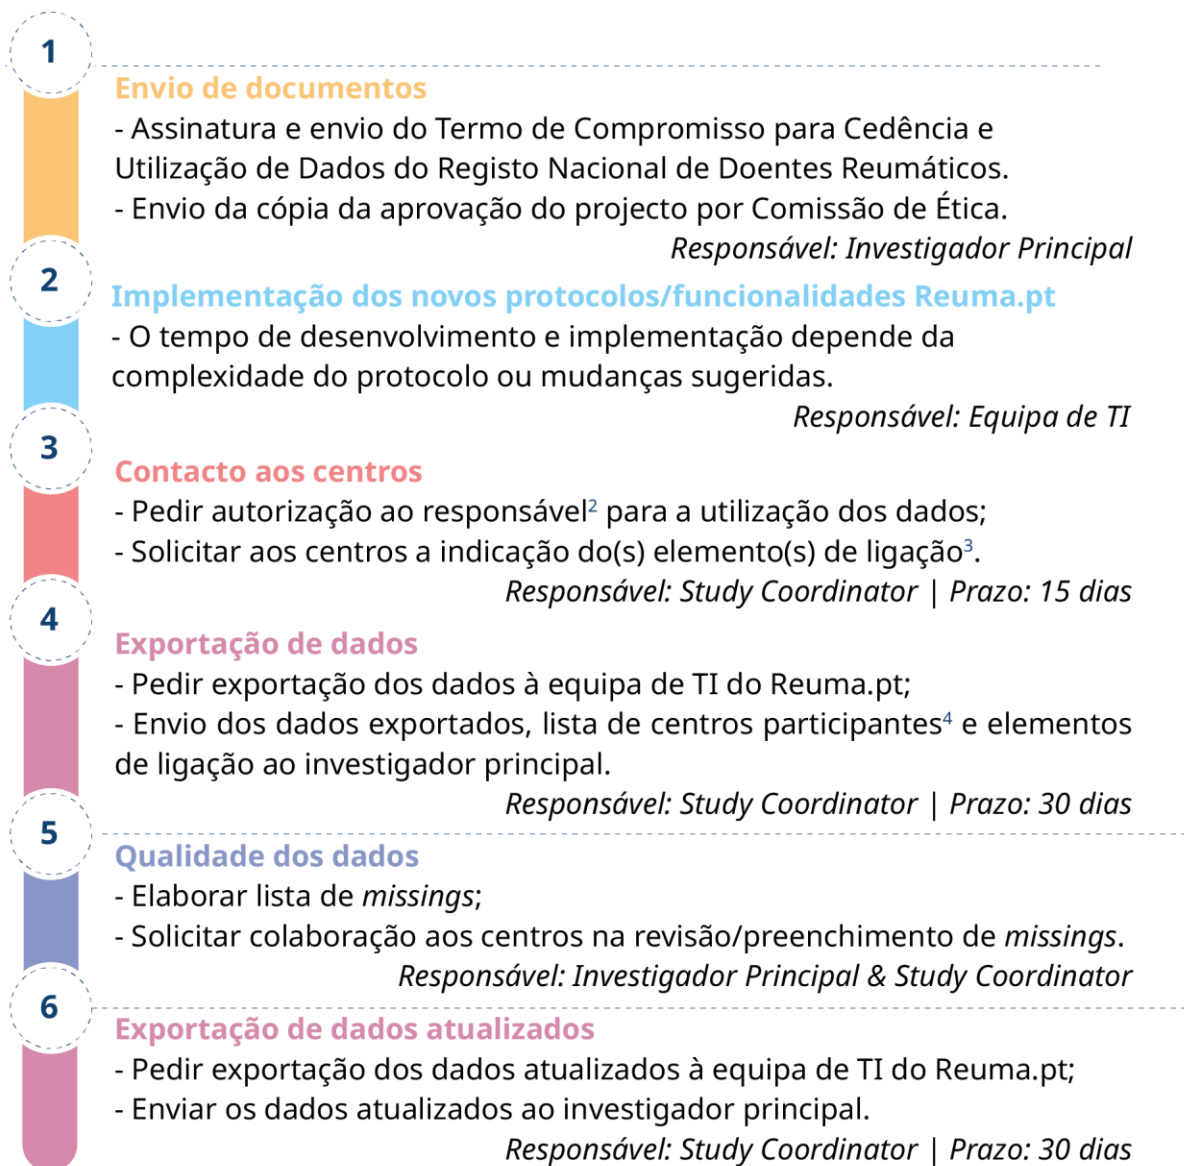 1
Envio de documentos
- Assinatura e envio do Termo de Compromisso para Cedência e
Utilização de Dados do Registo Nacional de Doentes Reumáticos.
- Envio da cópia da aprovação do projecto por Comissão de Ética.
Responsável: Investigador Principal
2
Implementação dos novos protocolos/funcionalidades Reuma.pt
- O tempo de desenvolvimento e implementação depende da
complexidade do protocolo ou mudanças sugeridas.
Responsável: Equipa de TI
3
Contacto aos centros
- Pedir autorização ao responsável² para a utilização dos dados;
- Solicitar aos centros a indicação do(s) elemento(s) de ligação³.
Responsável: Study Coordinator | Prazo: 15 dias
4
Exportação de dados
- Pedir exportação dos dados à equipa de TI do Reuma.pt;
- Envio dos dados exportados, lista de centros participantes⁴ e elementos
de ligação ao investigador principal.
Responsável: Study Coordinator | Prazo: 30 dias
5
Qualidade dos dados
- Elaborar lista de missings;
- Solicitar colaboração aos centros na revisão/preenchimento de missings.
Responsável: Investigador Principal & Study Coordinator
6
Exportação de dados atualizados
- Pedir exportação dos dados atualizados à equipa de TI do Reuma.pt;
- Enviar os dados atualizados ao investigador principal.
Responsável: Study Coordinator | Prazo: 30 dias